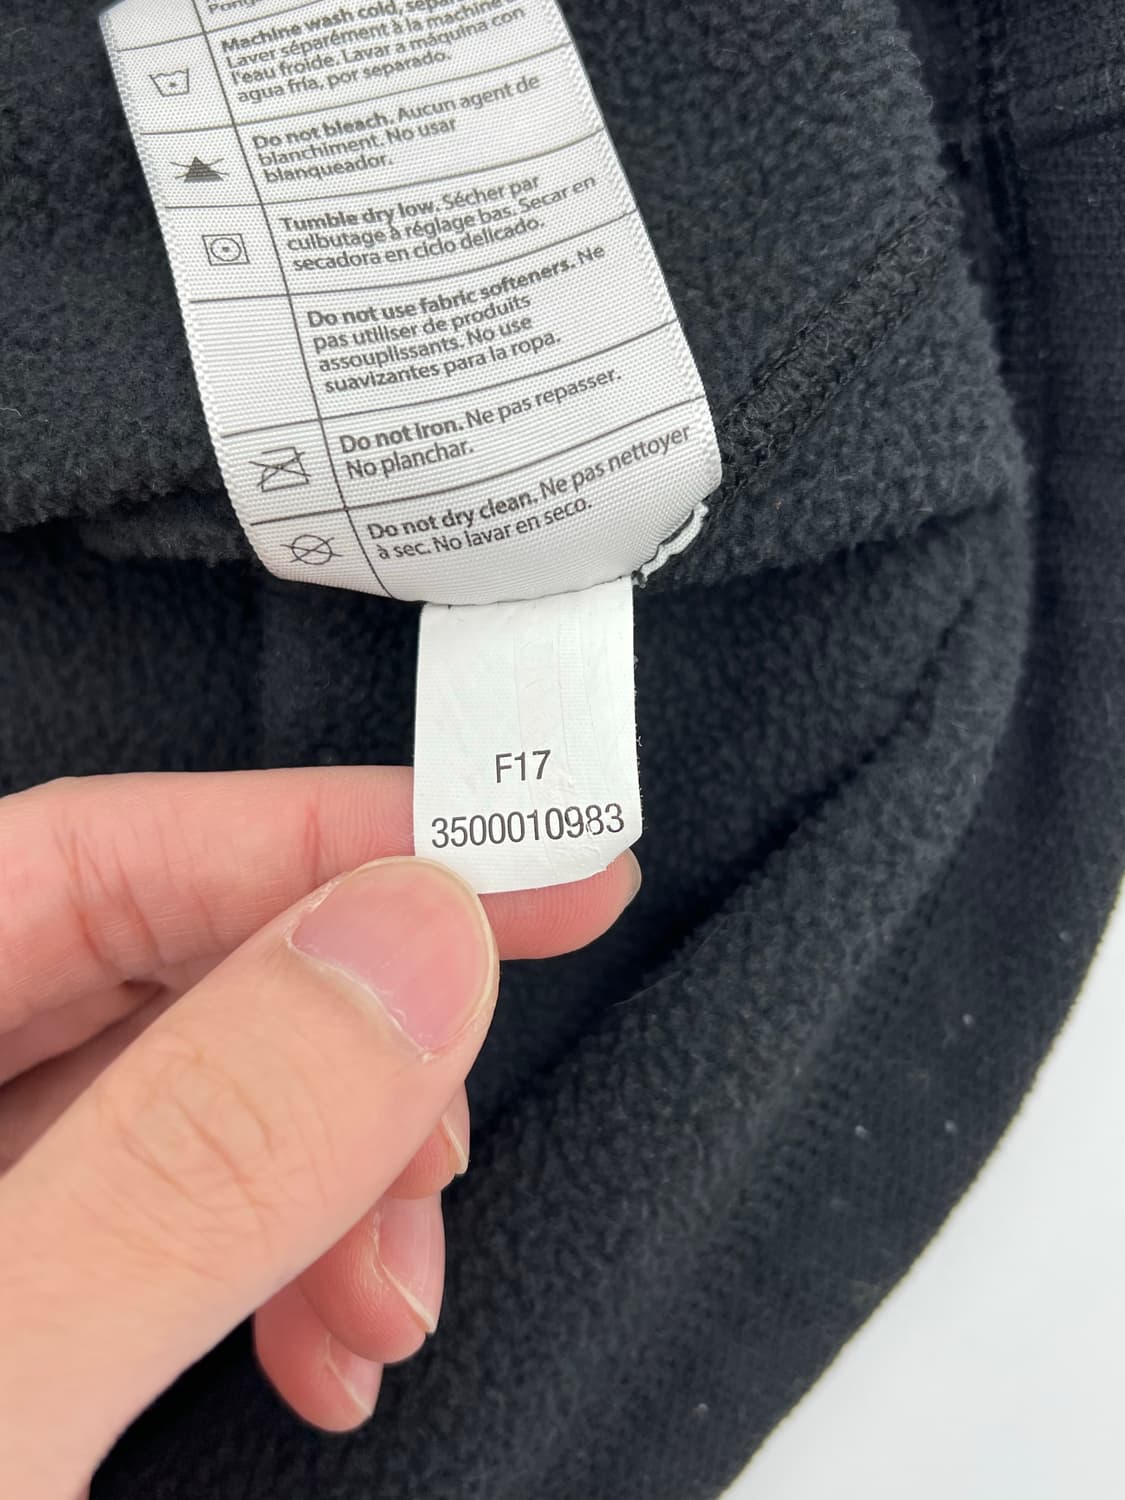 Machine wash cold,
Laver séparément à la machine
l'eau froide. Lavar a máquina con
agua fría, por separado.
Do not bleach. Aucun agent de
blanchiment. No usar
blanqueador.
Tumble dry low. Sécher par
culbutage à réglage bas. Secar en
secadora en ciclo delicado.
Do not use fabric softeners. Ne
pas utiliser de produits
assouplissants. No use
suavizantes para la ropa.
Do not Iron. Ne pas repasser.
No planchar.
Do not dry clean. Ne pas nettoyer
à sec. No lavar en seco.
F17
3500010983